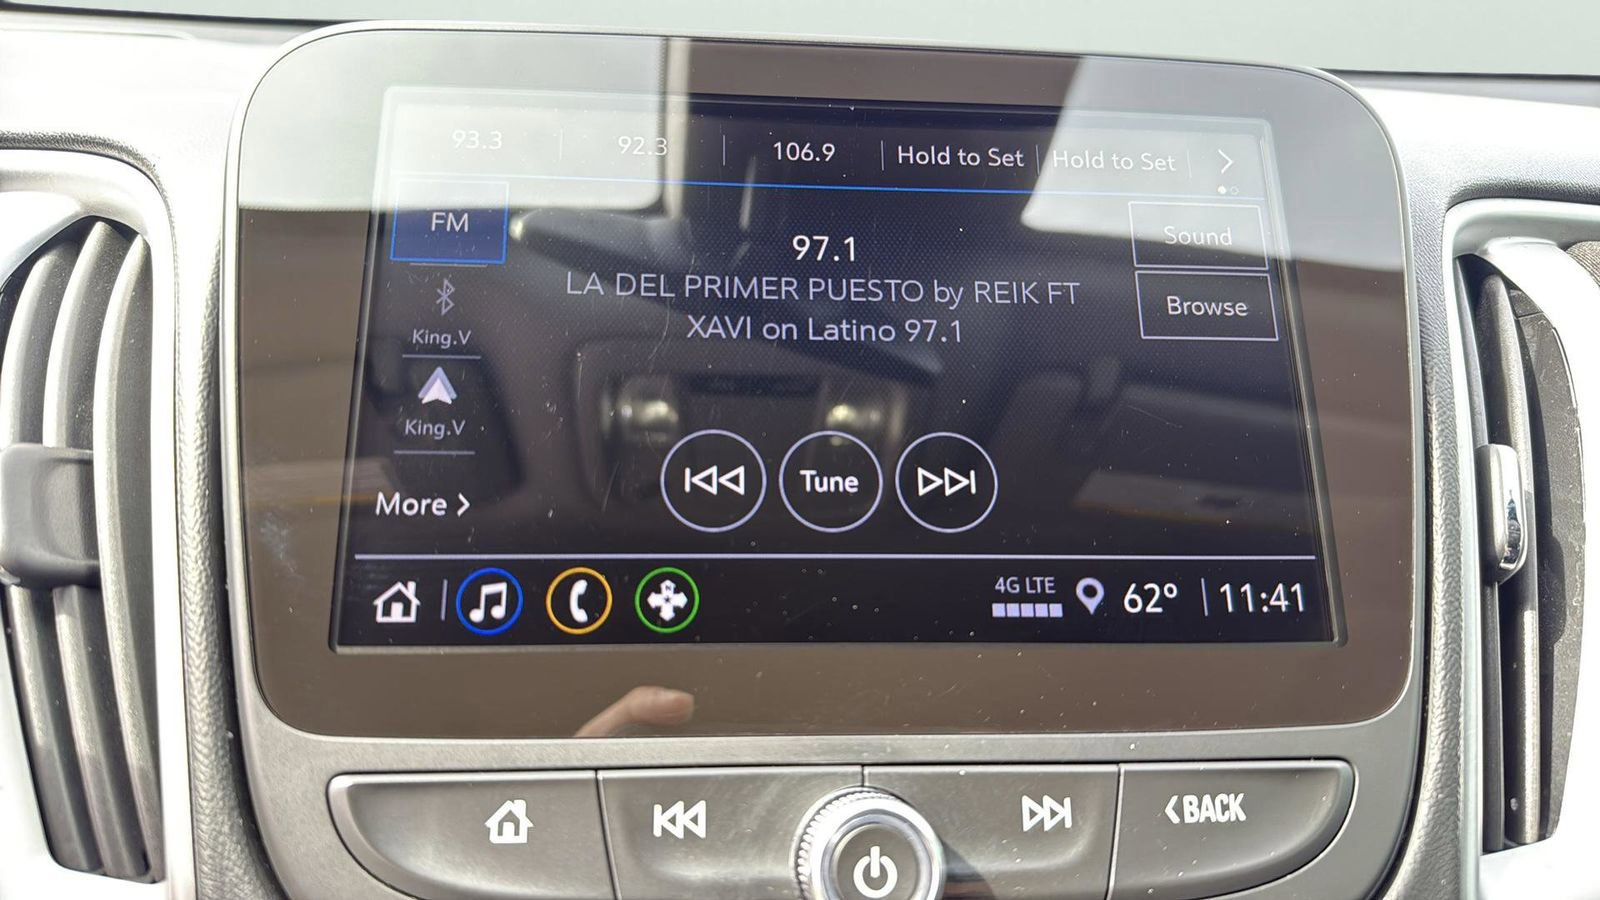 93.3 92.3 106.9 Hold to Set Hold to Set
FM
97.1
LA DEL PRIMER PUESTO by REIK FT
XAVI on Latino 97.1
Sound
Browse
King.V
King.V
More
Tune
N
4G LTE
62° 11:41
BACK